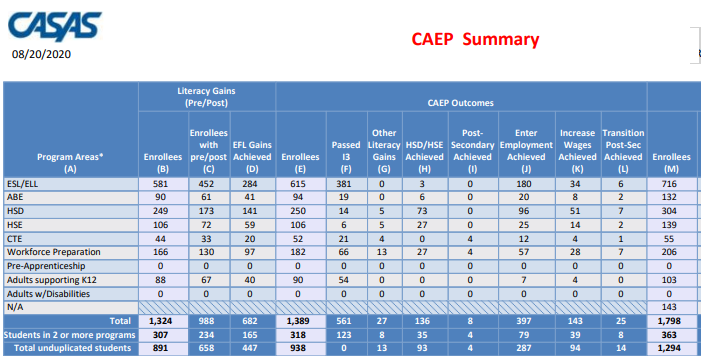 CASAS
08/20/2020
CAEP Summary
Literacy Gains (Pre/Post) CAEP Outcomes
Program Areas* (A) Enrollees (B) Enrollees with pre/post (C) EFL Gains Achieved (D) Enrollees (E) Passed I3 (F) Other Literacy Gains (G) HSD/HSE Achieved (H) Post-Secondary Achieved (I) Enter Employment Achieved (J) Increase Wages Achieved (K) Transition Post-Sec Achieved (L) Enrollees (M)
ESL/ELL 581 452 284 615 381 0 3 0 180 34 6 716
ABE 90 61 41 94 19 0 6 0 20 8 2 132
HSD 249 173 141 250 14 5 73 0 96 51 7 304
HSE 106 72 59 106 6 5 27 0 25 14 2 139
CTE 44 33 20 52 21 4 0 4 12 4 1 55
Workforce Preparation 166 130 97 182 66 13 27 4 57 28 7 206
Pre-Apprenticeship 0 0 0 0 0 0 0 0 0 0 0 0
Adults supporting K12 88 67 40 90 54 0 0 0 7 4 0 103
Adults w/Disabilities 0 0 0 0 0 0 0 0 0 0 0 0
N/A 143
Total 1,324 988 682 1,389 561 27 136 8 397 143 25 1,798
Students in 2 or more programs 307 234 165 318 123 8 35 4 79 39 8 363
Total unduplicated students 891 658 447 938 0 13 93 4 287 94 14 1,294